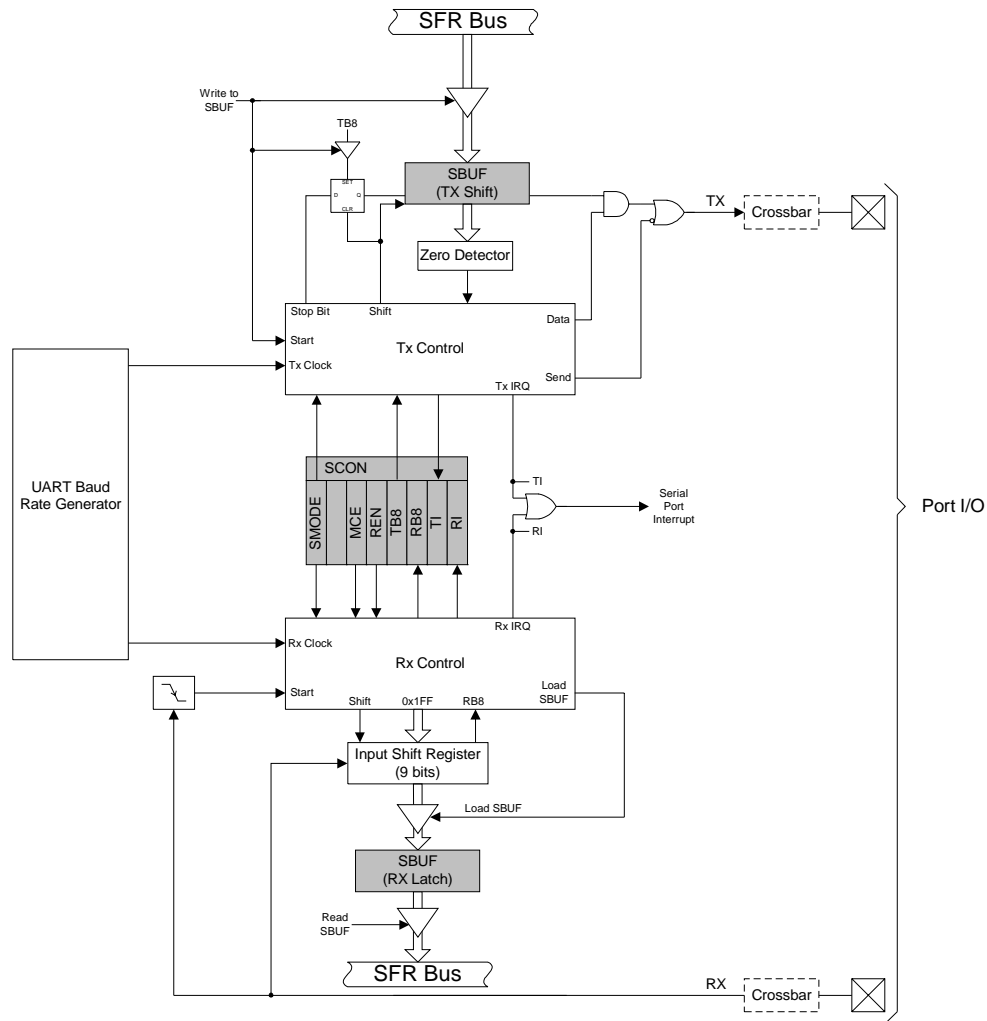 SFR Bus
Write to
SBUF
TB8
SET
D
Q
CLR
SBUF
(TX Shift)
TX
Crossbar
Zero Detector
Stop Bit
Shift
Data
Start
Tx Control
Tx Clock
Send
Tx IRQ
UART Baud
Rate Generator
SCON
SMODE
MCE
REN
TB8
RB8
TI
RI
TI
Serial
Port
Interrupt
RI
Port I/O
Rx IRQ
Rx Clock
Rx Control
Start
Load
SBUF
Shift
0x1FF
RB8
Input Shift Register
(9 bits)
Load SBUF
SBUF
(RX Latch)
Read
SBUF
SFR Bus
RX
Crossbar